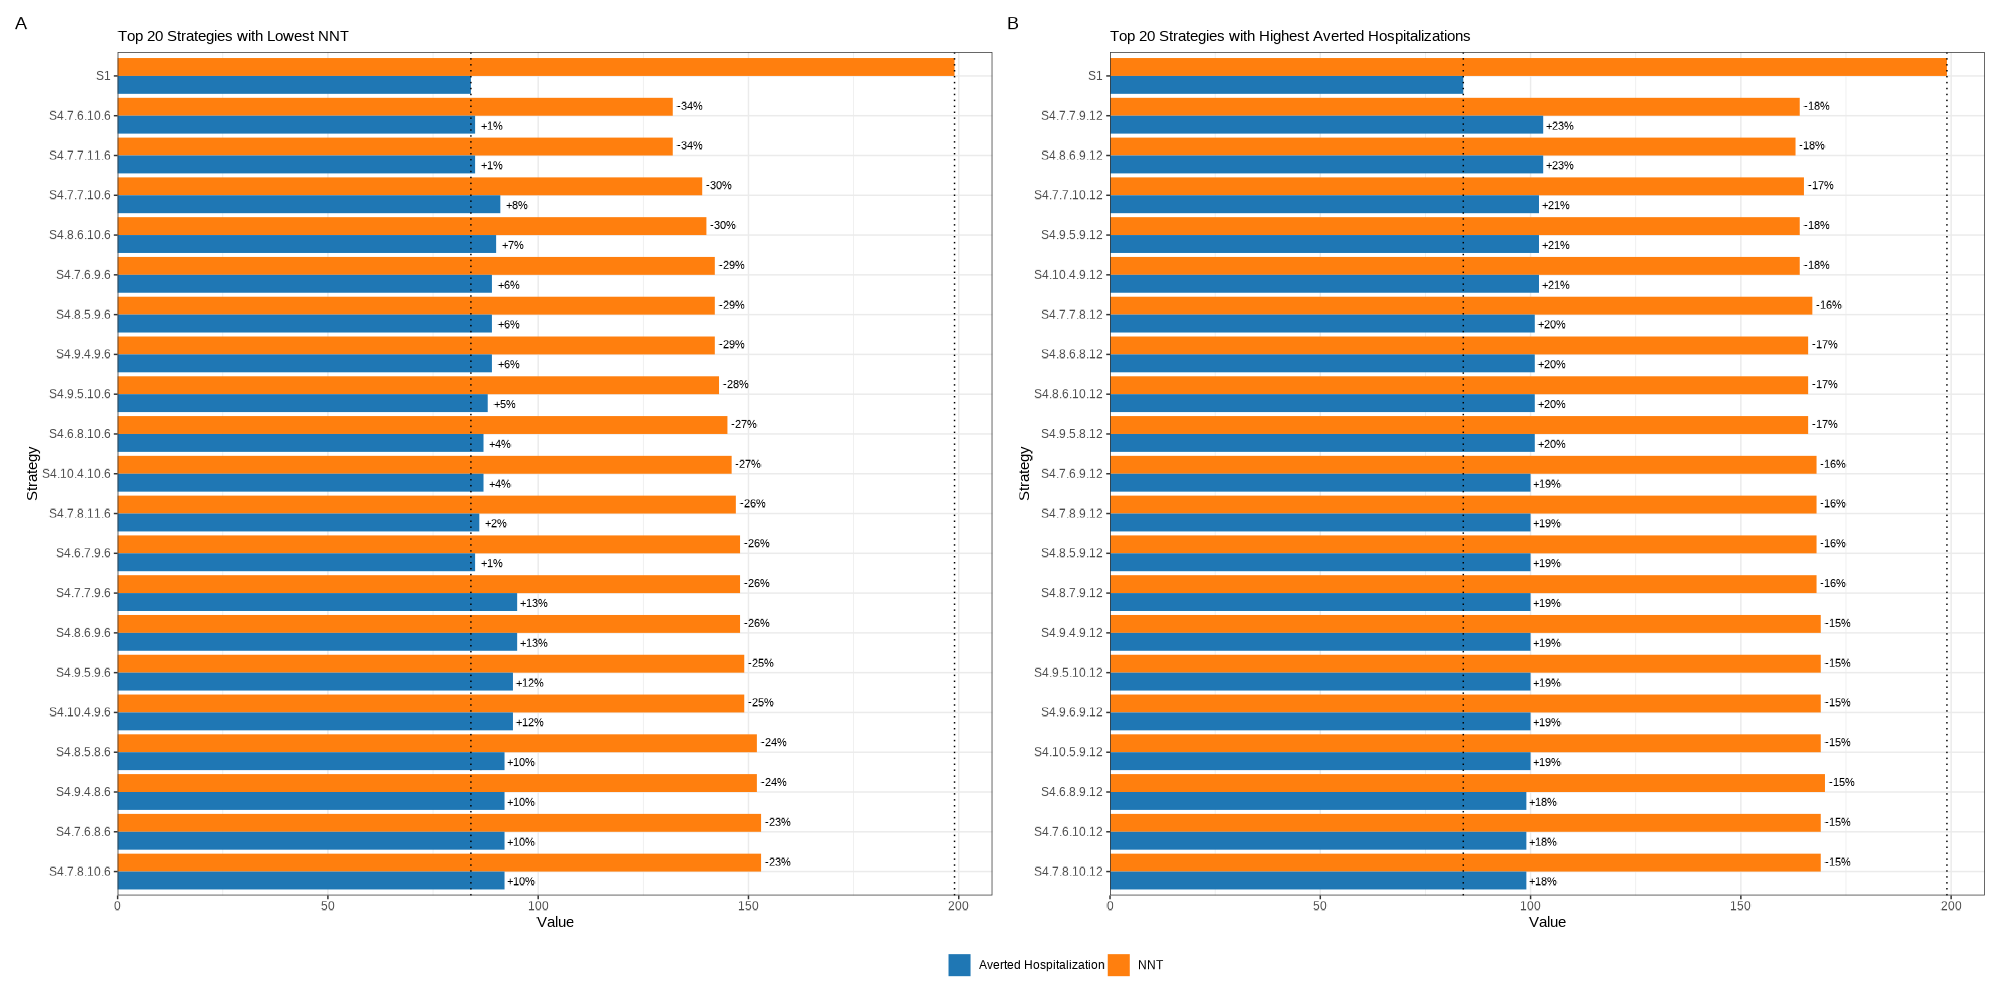 A
Top 20 Strategies with Lowest NNT
Strategy
S1
S4.7.6.10.6
-34%
+1%
S4.7.7.11.6
-34%
+1%
S4.7.7.10.6
-30%
+8%
S4.8.6.10.6
-30%
+7%
S4.7.6.9.6
-29%
+6%
S4.8.5.9.6
-29%
+6%
S4.9.4.9.6
-29%
+6%
S4.9.5.10.6
-28%
+5%
S4.6.8.10.6
-27%
+4%
S4.10.4.10.6
-27%
+4%
S4.7.8.11.6
-26%
+2%
S4.6.7.9.6
-26%
+1%
S4.7.7.9.6
-26%
+13%
S4.8.6.9.6
-26%
+13%
S4.9.5.9.6
-25%
+12%
S4.10.4.9.6
-25%
+12%
S4.8.5.8.6
-24%
+10%
S4.9.4.8.6
-24%
+10%
S4.7.6.8.6
-23%
+10%
S4.7.8.10.6
-23%
+10%
0 50 100 150 200
Value
B
Top 20 Strategies with Highest Averted Hospitalizations
Strategy
S1
S4.7.7.9.12
-18%
+23%
S4.8.6.9.12
-18%
+23%
S4.7.7.10.12
-17%
+21%
S4.9.5.9.12
-18%
+21%
S4.10.4.9.12
-18%
+21%
S4.7.7.8.12
-16%
+20%
S4.8.6.8.12
-17%
+20%
S4.8.6.10.12
-17%
+20%
S4.9.5.8.12
-17%
+20%
S4.7.6.9.12
-16%
+19%
S4.7.8.9.12
-16%
+19%
S4.8.5.9.12
-16%
+19%
S4.8.7.9.12
-16%
+19%
S4.9.4.9.12
-15%
+19%
S4.9.5.10.12
-15%
+19%
S4.9.6.9.12
-15%
+19%
S4.10.5.9.12
-15%
+19%
S4.6.8.9.12
-15%
+18%
S4.7.6.10.12
-15%
+18%
S4.7.8.10.12
-15%
+18%
0 50 100 150 200
Value
Averted Hospitalization NNT